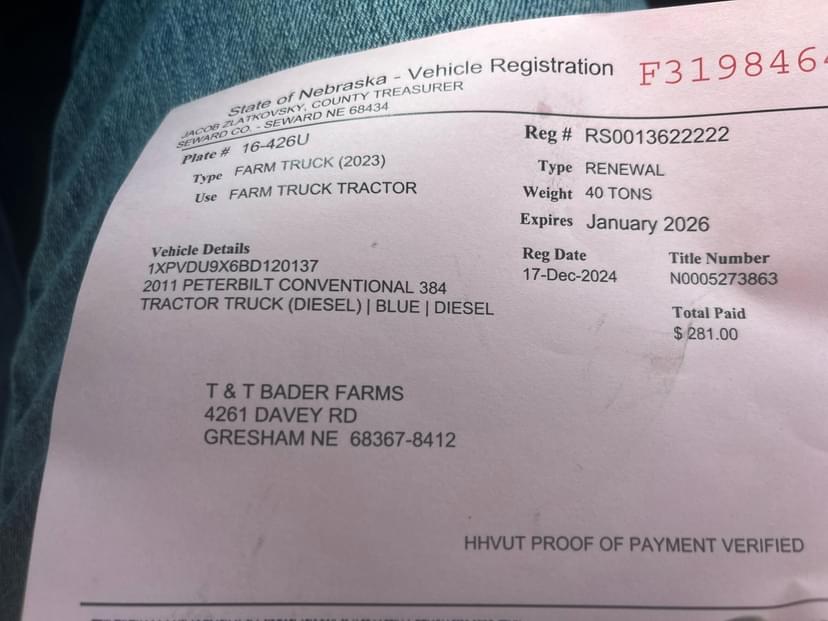 State of Nebraska - Vehicle Registration
F319846
JACOB ZLATKOVSKY, COUNTY TREASURER
SEWARD CO. - SEWARD NE 68434
Plate # 16-426U
Type FARM TRUCK (2023)
Use FARM TRUCK TRACTOR
Reg # RS0013622222
Type RENEWAL
Weight 40 TONS
Expires January 2026
Vehicle Details
1XPVDU9X6BD120137
2011 PETERBILT CONVENTIONAL 384
TRACTOR TRUCK (DIESEL) | BLUE | DIESEL
Reg Date
17-Dec-2024
Title Number
N0005273863
Total Paid
$ 281.00
T & T BADER FARMS
4261 DAVEY RD
GRESHAM NE 68367-8412
HHVUT PROOF OF PAYMENT VERIFIED